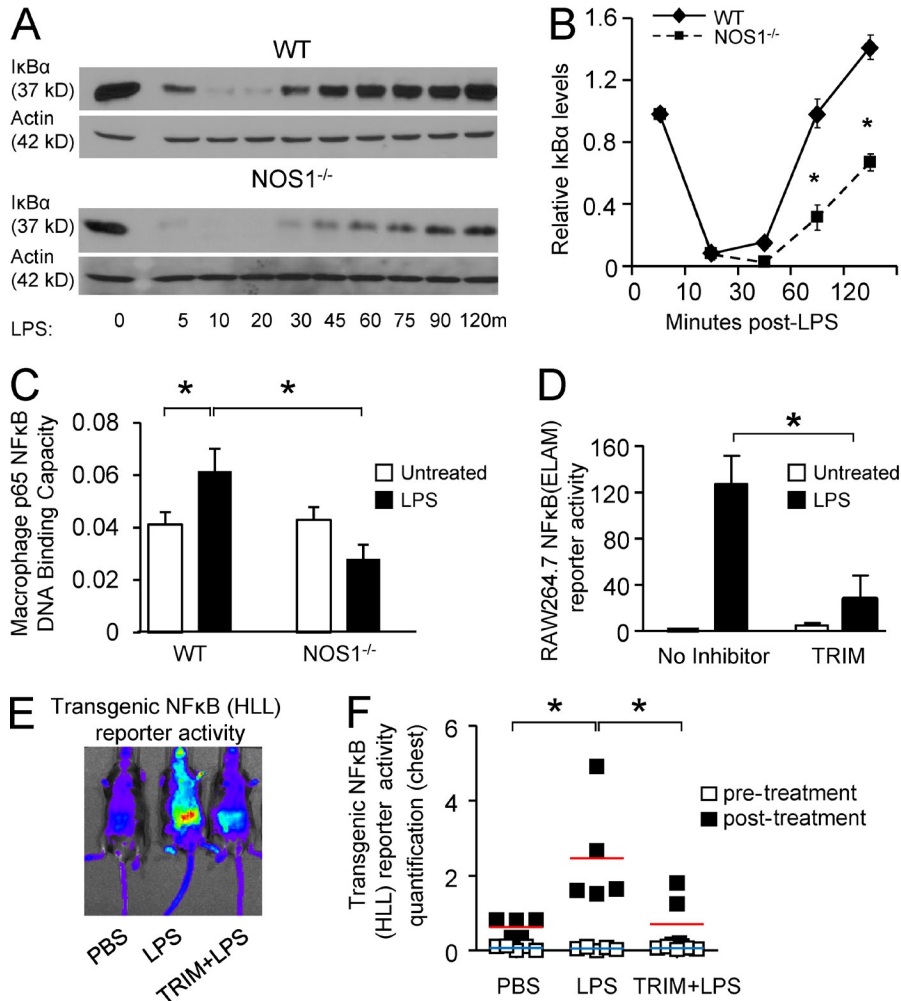 A
WT
IκBα
(37 kD)
Actin
(42 kD)
NOS1-/-
IκBα
(37 kD)
Actin
(42 kD)
LPS: 0 5 10 20 30 45 60 75 90 120m
B
WT
NOS1-/-
Relative IκBα levels
1.6
1.2
0.8
0.4
0
*
*
0 10 30 60 120
Minutes post-LPS
C
Macrophage p65 NFκB
DNA Binding Capacity
0.08
0.06
0.04
0.02
0
* *
Untreated
LPS
WT NOS1-/-
D
RAW264.7 NFκB(ELAM)
reporter activity
160
120
80
40
0
*
Untreated
LPS
No Inhibitor TRIM
E
Transgenic NFκB (HLL)
reporter activity
PBS
LPS
TRIM+LPS
F
Transgenic NFκB
(HLL) reporter activity
quantification (chest)
6
4
2
0
* *
pre-treatment
post-treatment
PBS LPS TRIM+LPS